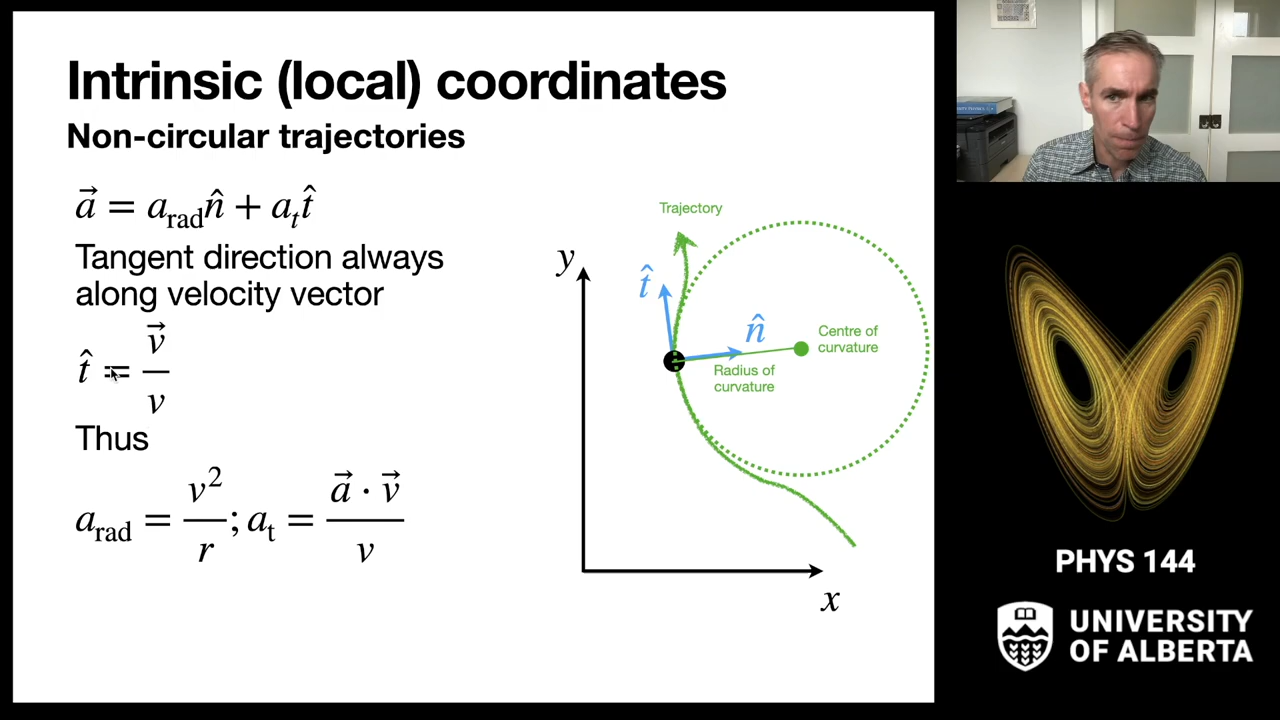 Intrinsic (local) coordinates
Non-circular trajectories
a⃗ = a_rad n̂ + a_t t̂
Tangent direction always
along velocity vector
t̂ = v⃗ / v
Thus
a_rad = v² / r ; a_t = a⃗ · v⃗ / v
Trajectory
y
t̂
n̂
Centre of
curvature
Radius of
curvature
x
PHYS 144
UNIVERSITY
OF ALBERTA